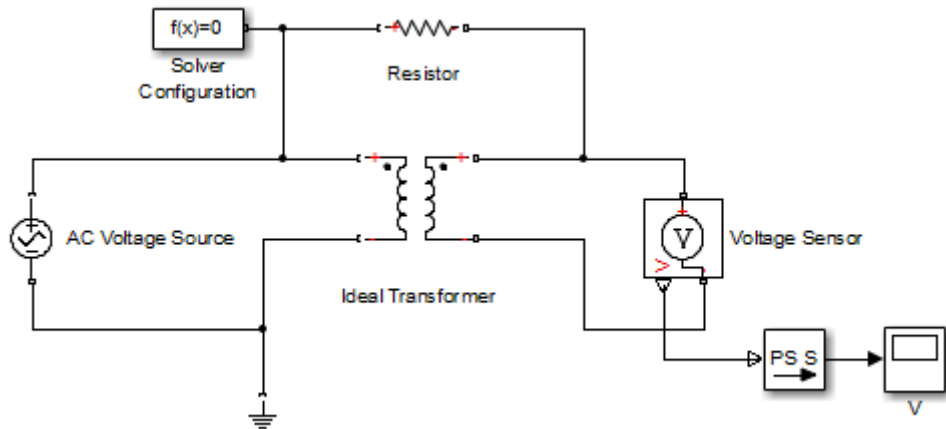 f(x)=0
Solver
Configuration
Resistor
AC Voltage Source
Ideal Transformer
V
Voltage Sensor
V
PS S
V